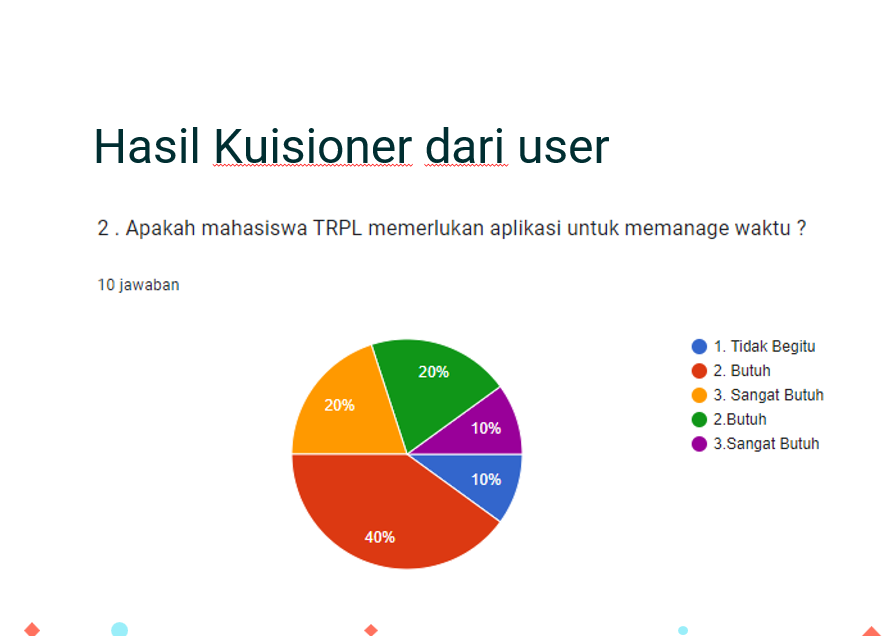 Hasil Kuisioner dari user
2 . Apakah mahasiswa TRPL memerlukan aplikasi untuk memanage waktu ?
10 jawaban
20%
20%
10%
10%
40%
1. Tidak Begitu
2. Butuh
3. Sangat Butuh
2.Butuh
3.Sangat Butuh